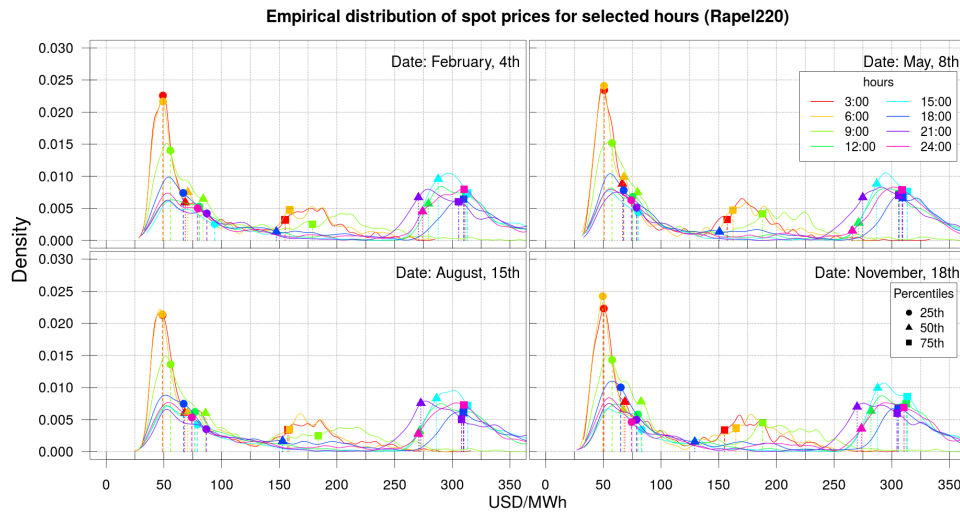 Empirical distribution of spot prices for selected hours (Rapel220)
0.030
0.025
0.020
0.015
0.010
0.005
0.000
Date: February, 4th
Date: May, 8th
hours
3:00 15:00
6:00 18:00
9:00 21:00
12:00 24:00
Density
0.030
0.025
0.020
0.015
0.010
0.005
0.000
Date: August, 15th
Date: November, 18th
Percentiles
25th
50th
75th
0 50 100 150 200 250 300 350 0 50 100 150 200 250 300 350
USD/MWh